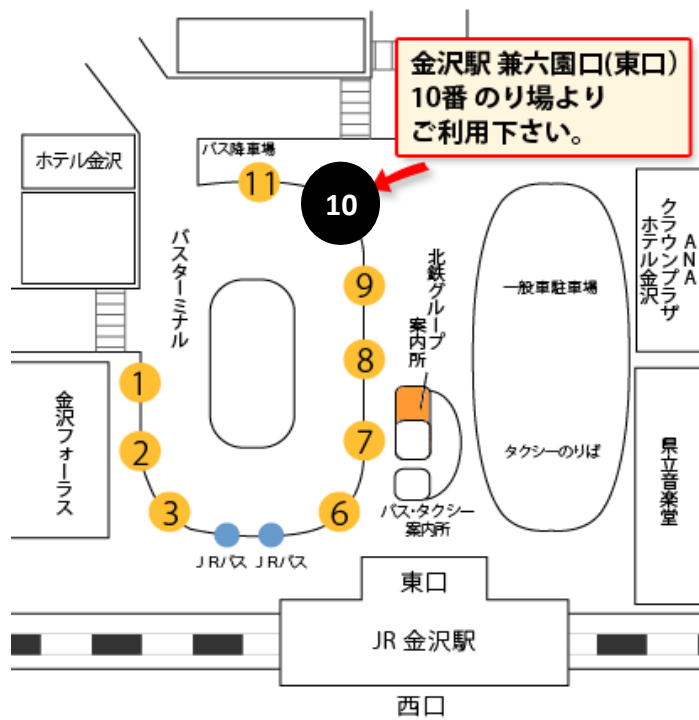 金沢駅 兼六園口(東口)
10番 のり場より
ご利用下さい。
ホテル金沢
バス降車場
11
10
バスターミナル
9
8
7
6
1
2
3
JRバス
JRバス
金沢フォーラス
北鉄グループ
案内所
バス・タクシー
案内所
一般車駐車場
タクシーのりば
ANA
クラウンプラザ
ホテル金沢
県立音楽堂
東口
JR 金沢駅
西口